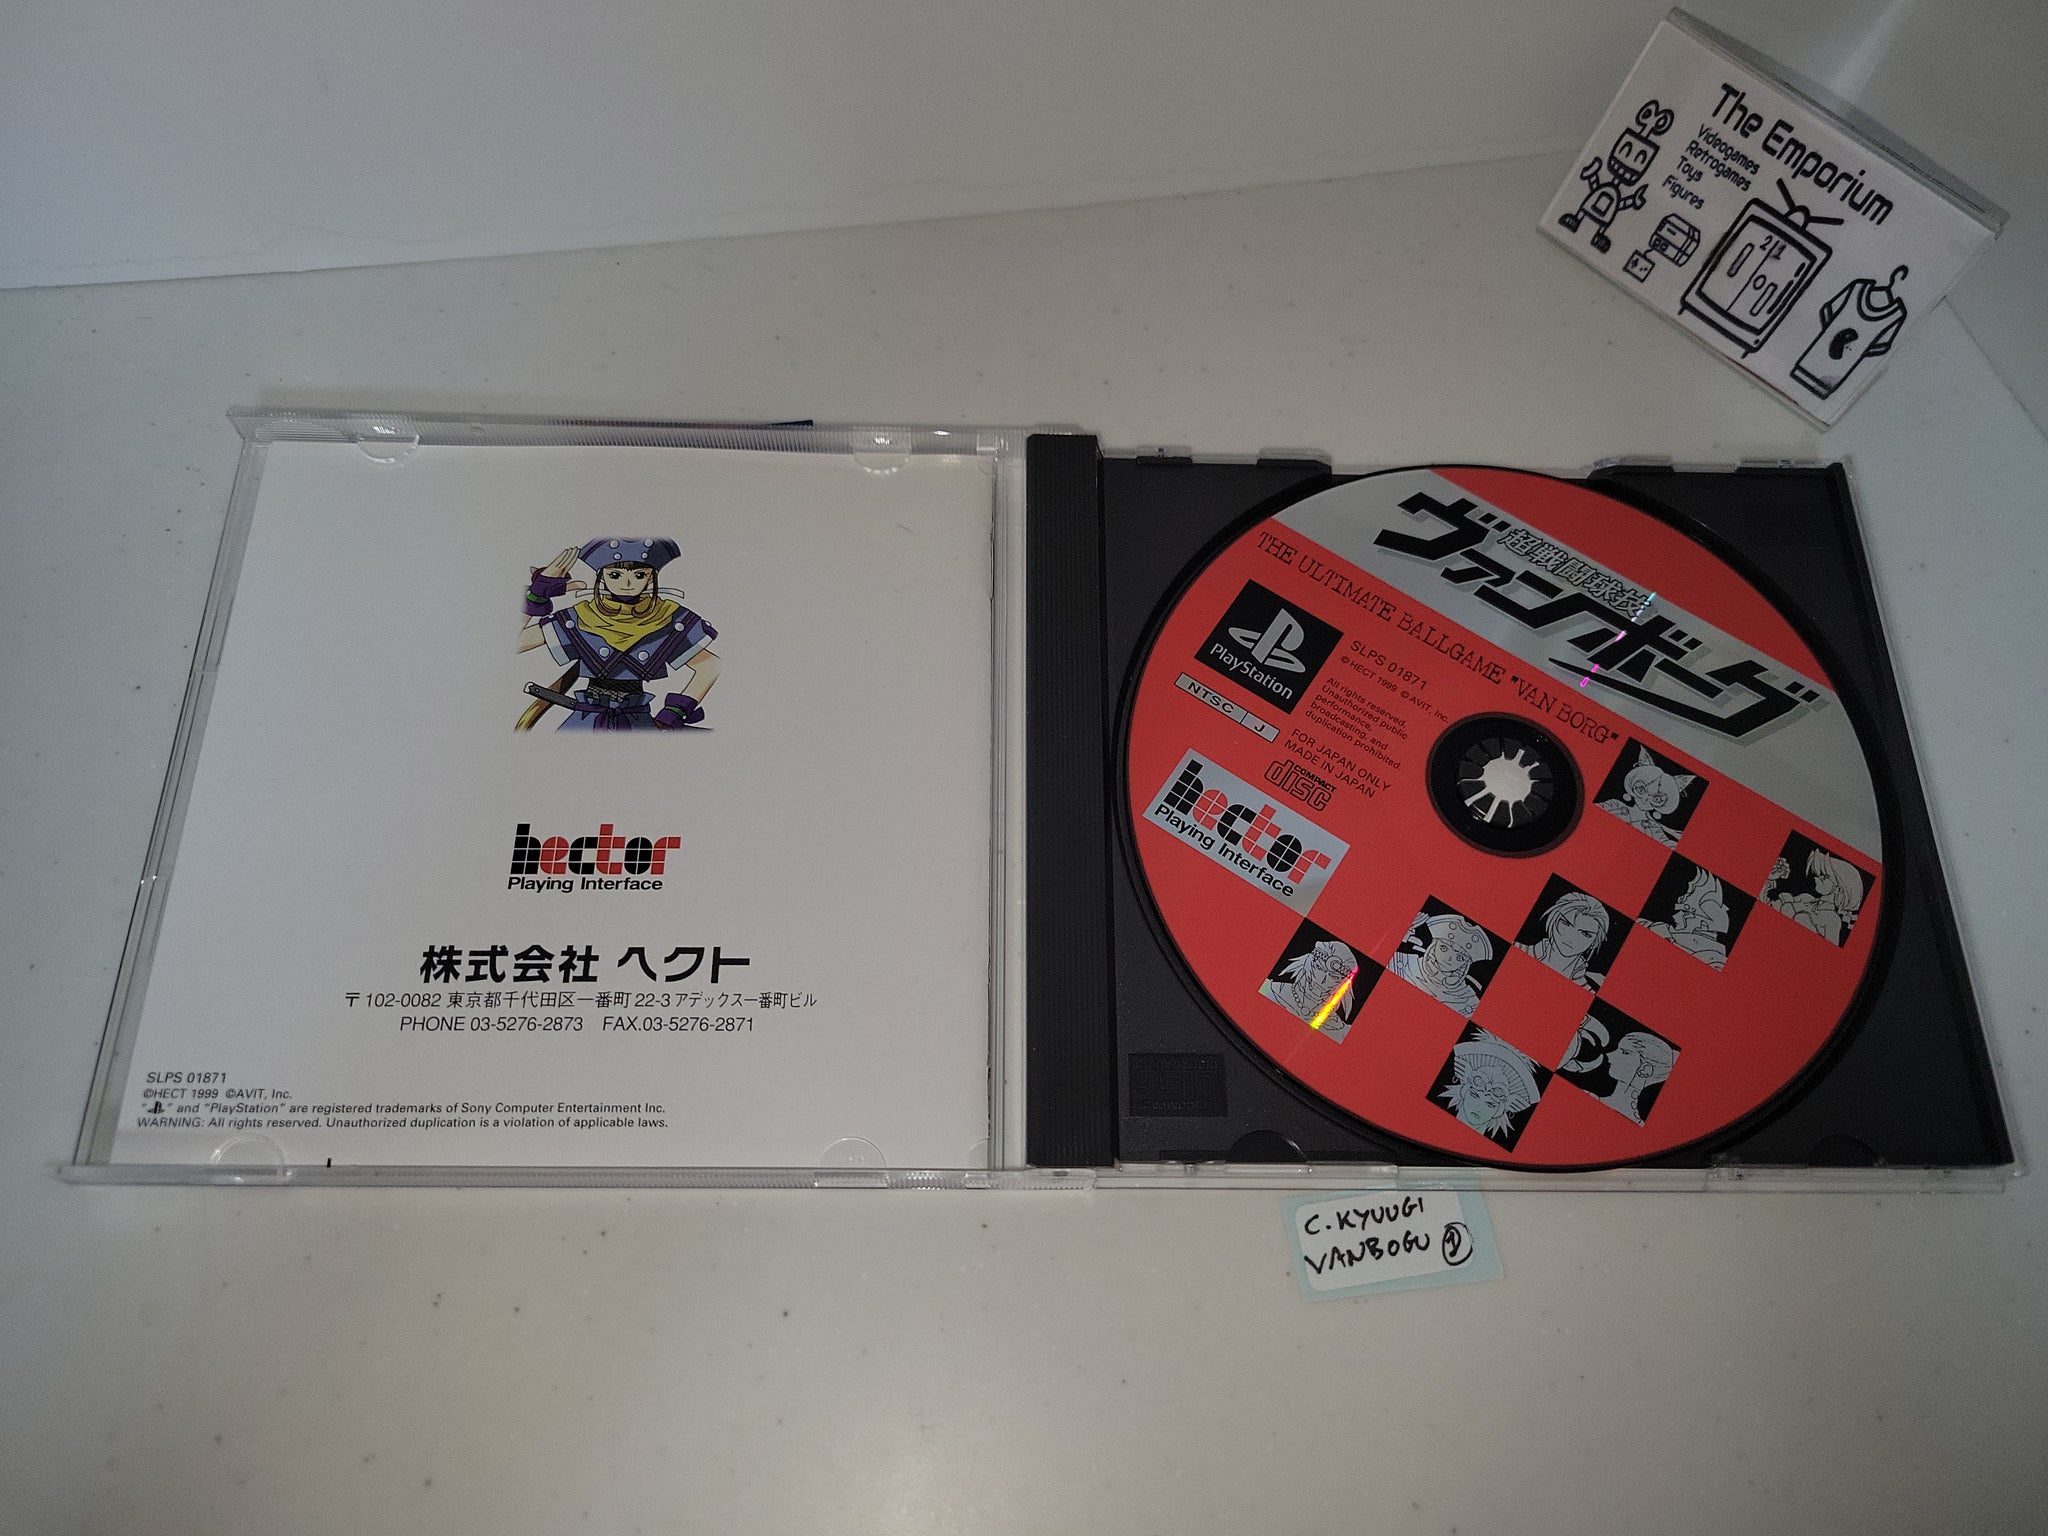 The Emporium
Videogames
Retrogames
Toys
Figures
21
hector
Playing Interface
株式会社 ヘクト
〒102-0082 東京都千代田区一番町 22-3 アデックス一番町ビル
PHONE 03-5276-2873 FAX.03-5276-2871
SLPS 01871
©HECT 1999 ©AVIT, Inc.
" " and "PlayStation" are registered trademarks of Sony Computer Entertainment Inc.
WARNING: All rights reserved. Unauthorized duplication is a violation of applicable laws.
超戦闘球技
ヴァンボーグ
THE ULTIMATE BALLGAME "VAN BORG"
PlayStation
NTSC J
SLPS 01871
©HECT 1999 ©AVIT, Inc.
All rights reserved.
Unauthorized public
performance,
broadcasting, and
duplication prohibited.
FOR JAPAN ONLY
MADE IN JAPAN
COMPACT
disc
hector
Playing Interface
C.KYUUGI
VANBOGU 1